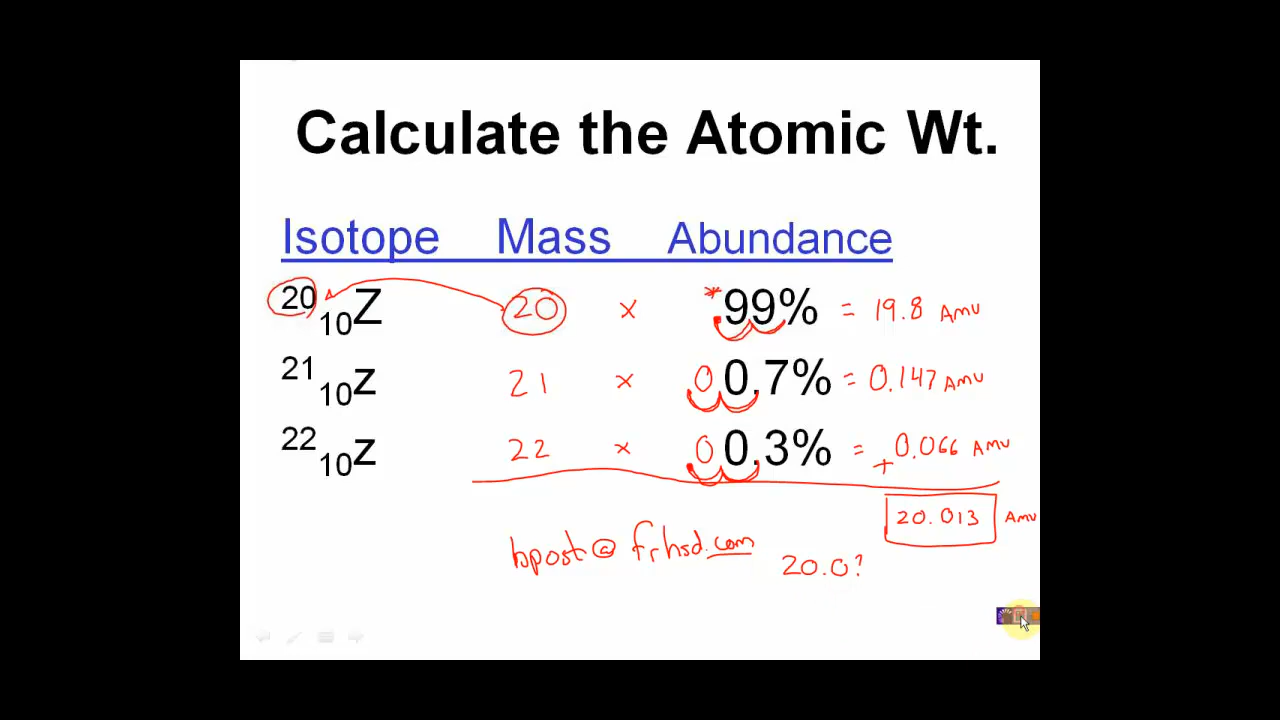 Calculate the Atomic Wt.
Isotope Mass Abundance
20 10Z 20 x *99% = 19.8 AMU
21 10Z 21 x 00.7% = 0.147 AMU
22 10Z 22 x 00.3% = +0.066 AMU
20.013 AMU
bpost@frhsd.com 20.0?